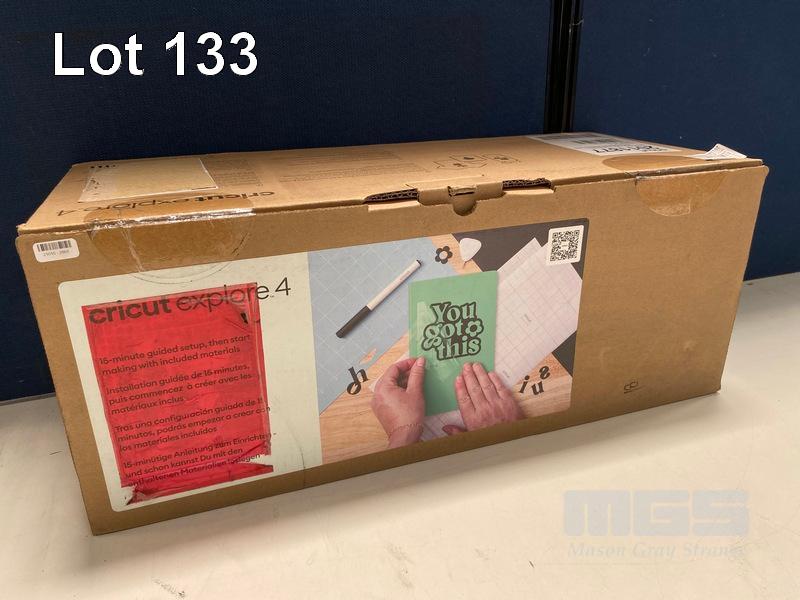 Lot 133
cricut explore 4
cricut explore 4
15-minute guided setup, then start
making with included materials
Installation guidée de 15 minutes,
puis commencez à créer avec les
matériaux inclus
Tras una configuración guiada de 15
minutos, podrás empezar a crear con
los materiales incluidos
15-minütige Anleitung zum Einrichten -
und schon kannst Du mit den
enthaltenen Materialien loslegen
You
got
this
MGS
Mason Gray Strange